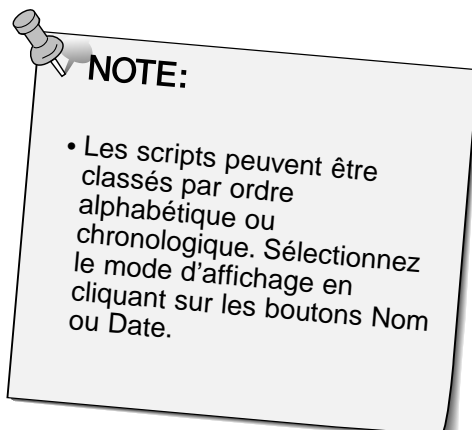 NOTE:
• Les scripts peuvent être
classés par ordre
alphabétique ou
chronologique. Sélectionnez
le mode d'affichage en
cliquant sur les boutons Nom
ou Date.